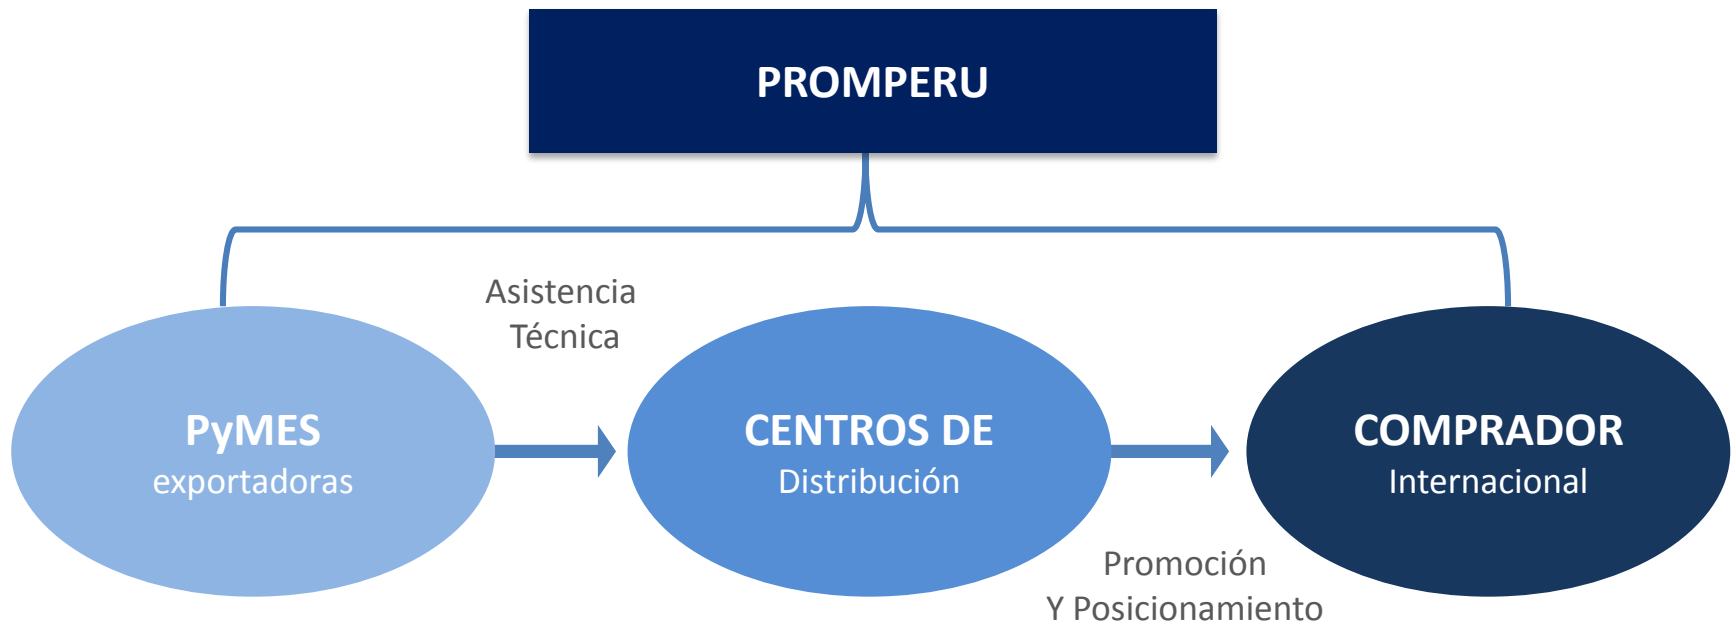 PROMPERU
Asistencia
Técnica
PyMES
exportadoras
CENTROS DE
Distribución
COMPRADOR
Internacional
Promoción
Y Posicionamiento